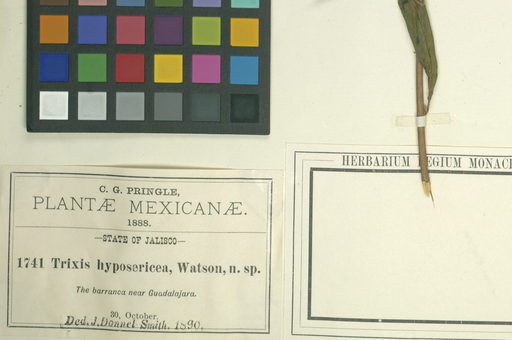 C. G. PRINGLE,
PLANTÆ MEXICANÆ.
1888.
—STATE OF JALISCO—
1741 Trixis hyposericea, Watson, n. sp.
The barranca near Guadalajara.
30, October.
Ded. J. Donnel Smith. 1890.
HERBARIUM REGIUM MONAC